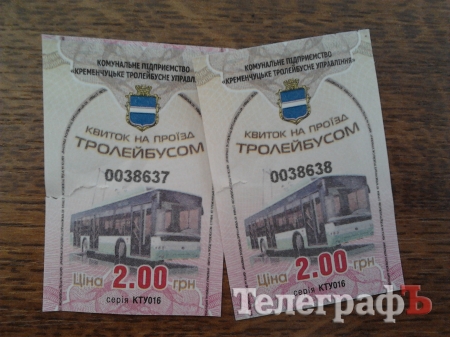 КОМУНАЛЬНЕ ПІДПРИЄМСТВО
«КРЕМЕНЧУЦЬКЕ ТРОЛЕЙБУСНЕ УПРАВЛ
КВИТОК НА ПРОЇЗД
ТРОЛЕЙБУСОМ
0038637
Ціна 2.00 грн
серія КТУ016
КОМУНАЛЬНЕ ПІДПРИЄМСТВО
«КРЕМЕНЧУЦЬКЕ ТРОЛЕЙБУСНЕ УПРАВЛІННЯ»
КВИТОК НА ПРОЇЗД
ТРОЛЕЙБУСОМ
0038638
Ціна 2.00 грн
серія КТУ016
ТелеграфЪ